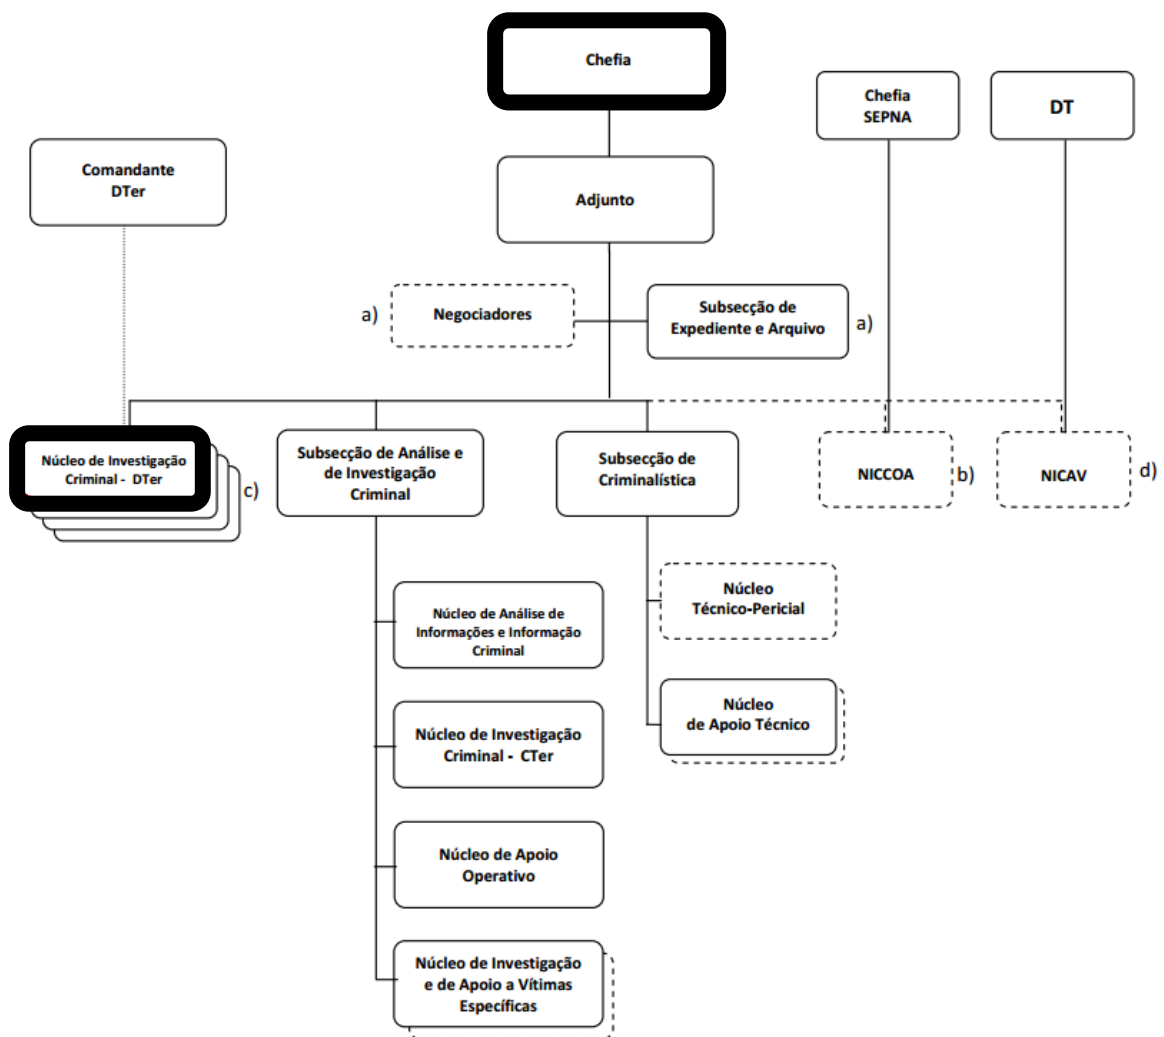 Chefia
Chefia
SEPNA
DT
Comandante
DTer
Adjunto
a)
Negociadores
Subsecção de
Expediente e Arquivo
a)
Núcleo de Investigação
Criminal - DTer
c)
Subsecção de Análise e
de Investigação
Criminal
Subsecção de
Criminalística
NICCOA
b)
NICAV
d)
Núcleo de Análise de
Informações e Informação
Criminal
Núcleo de Investigação
Criminal - CTer
Núcleo de Apoio
Operativo
Núcleo de Investigação
e de Apoio a Vítimas
Específicas
Núcleo
Técnico-Pericial
Núcleo
de Apoio Técnico